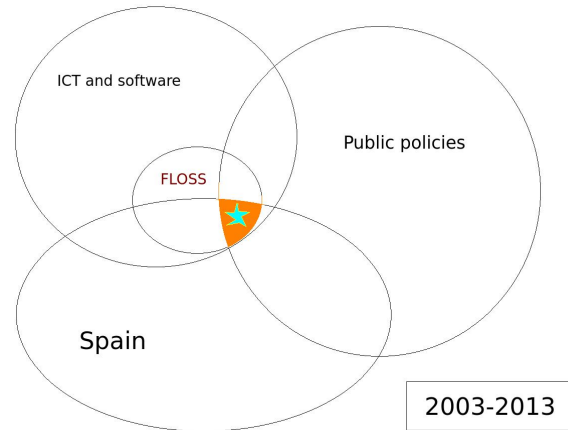 ICT and software
Public policies
FLOSS
Spain
2003-2013